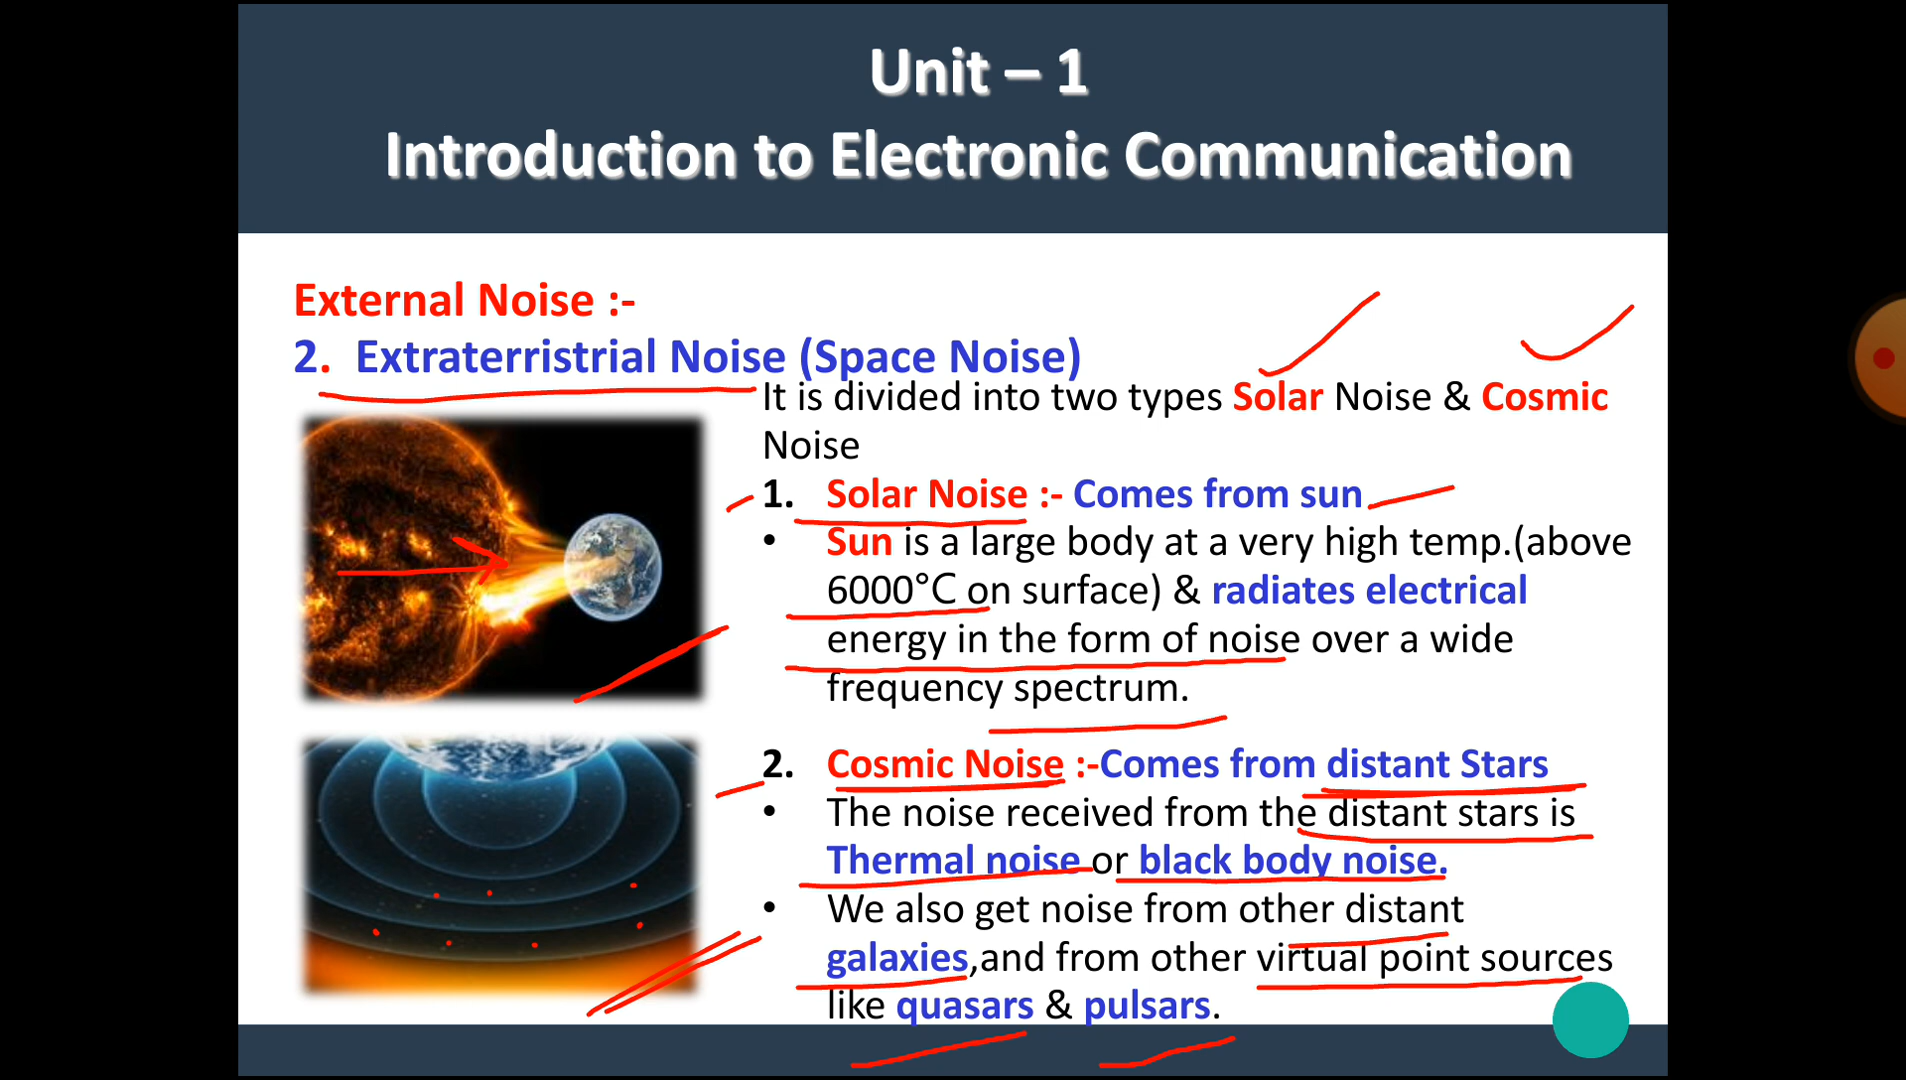 Unit – 1
Introduction to Electronic Communication
External Noise :-
2. Extraterristrial Noise (Space Noise)
It is divided into two types Solar Noise & Cosmic
Noise
1. Solar Noise :- Comes from sun
• Sun is a large body at a very high temp.(above
6000°C on surface) & radiates electrical
energy in the form of noise over a wide
frequency spectrum.
2. Cosmic Noise :-Comes from distant Stars
• The noise received from the distant stars is
Thermal noise or black body noise.
• We also get noise from other distant
galaxies,and from other virtual point sources
like quasars & pulsars.